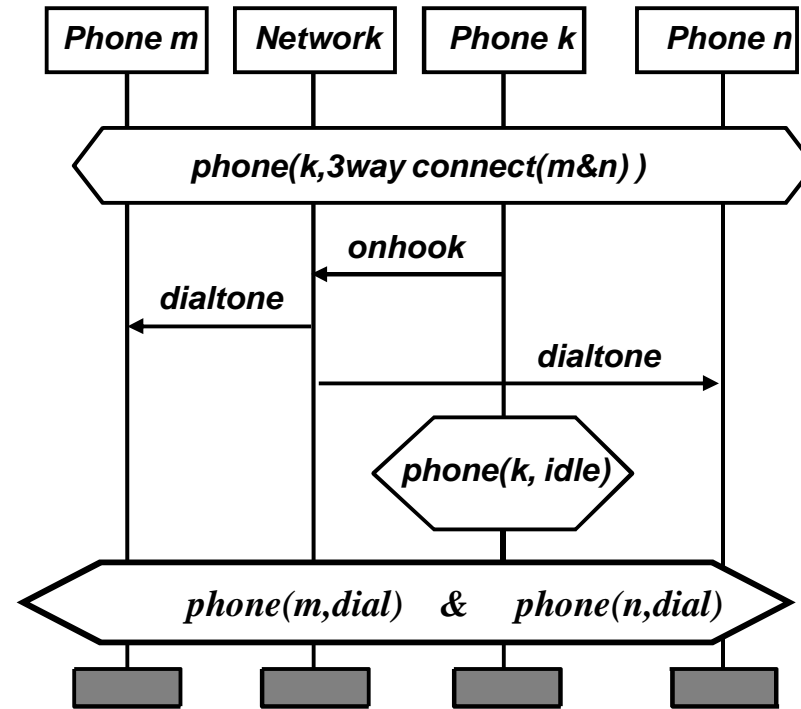 Phone m Network Phone k Phone n
phone(k,3way connect(m&n) )
onhook
dialtone
dialtone
phone(k, idle)
phone(m,dial) & phone(n,dial)